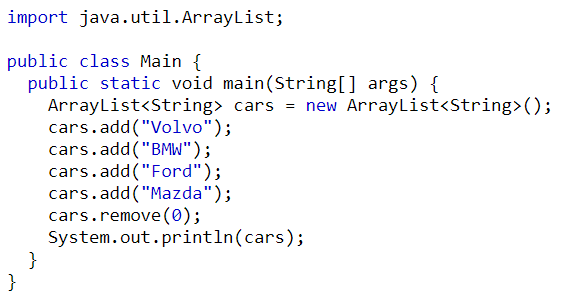 import java.util.ArrayList;

public class Main {
  public static void main(String[] args) {
    ArrayList<String> cars = new ArrayList<String>();
    cars.add("Volvo");
    cars.add("BMW");
    cars.add("Ford");
    cars.add("Mazda");
    cars.remove(0);
    System.out.println(cars);
  }
}